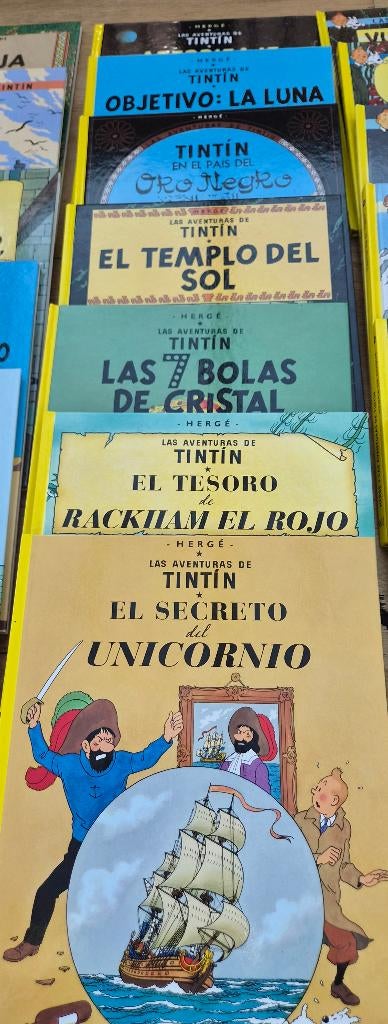 - HERGÉ -
LAS AVENTURAS DE
TINTÍN
HERGÉ
LAS AVENTURAS DE
TINTÍN
OBJETIVO: LA LUNA
HERGÉ
TINTÍN
EN EL PAÍS DEL
Oro Negro
HERGÉ
LAS AVENTURAS DE
TINTÍN
EL TEMPLO DEL
SOL
- HERGÉ -
LAS AVENTURAS DE
TINTÍN
LAS 7 BOLAS
DE CRISTAL
- HERGÉ -
LAS AVENTURAS DE
TINTÍN
EL TESORO
de
RACKHAM EL ROJO
- HERGÉ -
LAS AVENTURAS DE
TINTÍN
EL SECRETO
del
UNICORNIO
JA
TINTÍN
O
VU